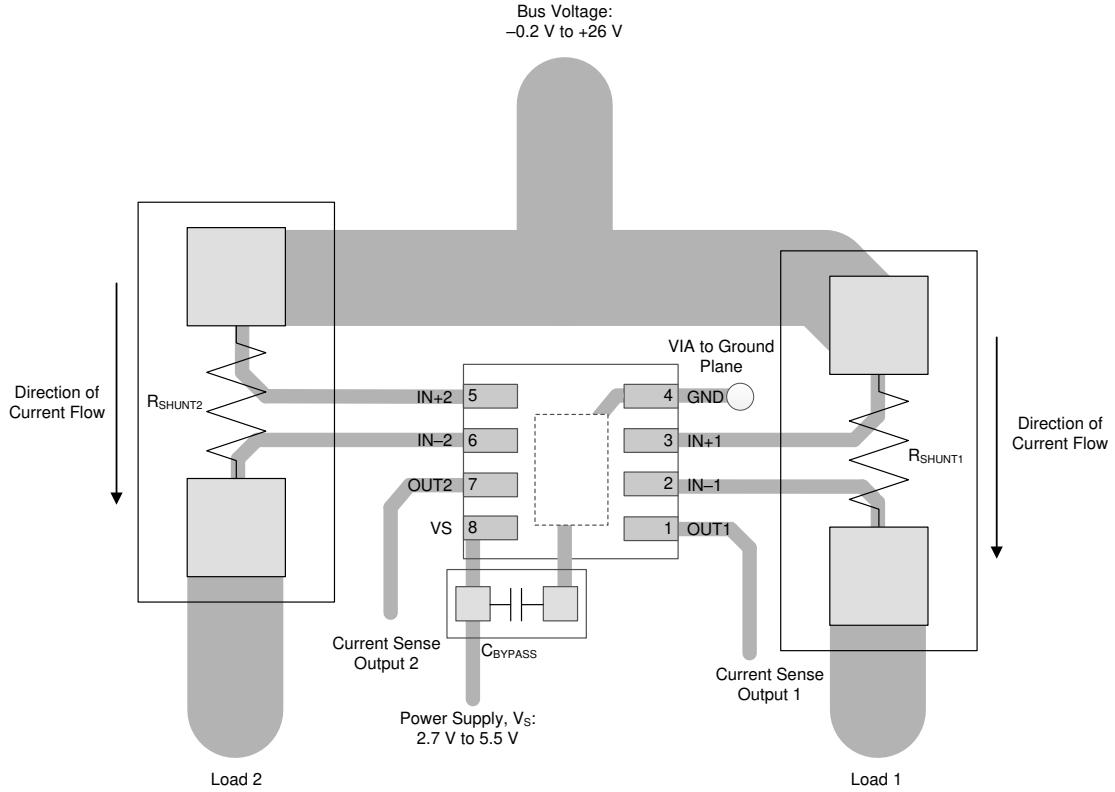 Bus Voltage:
–0.2 V to +26 V
VIA to Ground
Plane
Direction of
Current Flow
RSHUNT2
IN+2
5
4
GND
IN–2
6
3
IN+1
Direction of
Current Flow
RSHUNT1
OUT2
7
2
IN–1
VS
8
1
OUT1
Current Sense
Output 2
CBYPASS
Current Sense
Output 1
Power Supply, VS:
2.7 V to 5.5 V
Load 2
Load 1